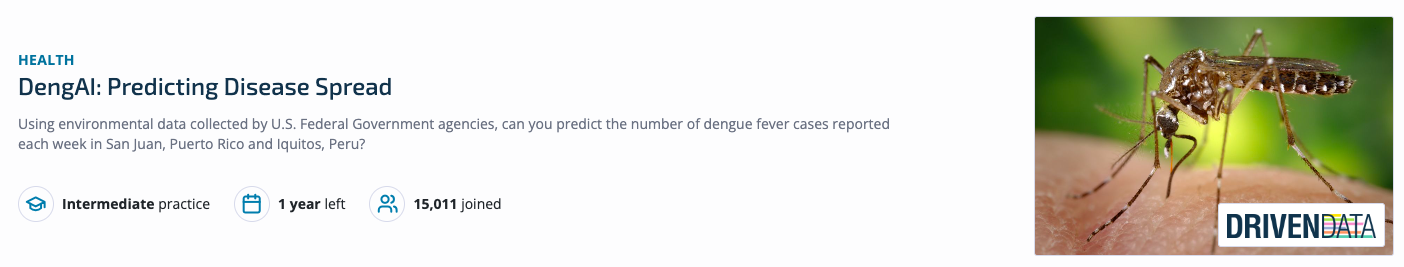 HEALTH
DengAI: Predicting Disease Spread
Using environmental data collected by U.S. Federal Government agencies, can you predict the number of dengue fever cases reported
each week in San Juan, Puerto Rico and Iquitos, Peru?
Intermediate practice
1 year left
15,011 joined
DRIVENDATA